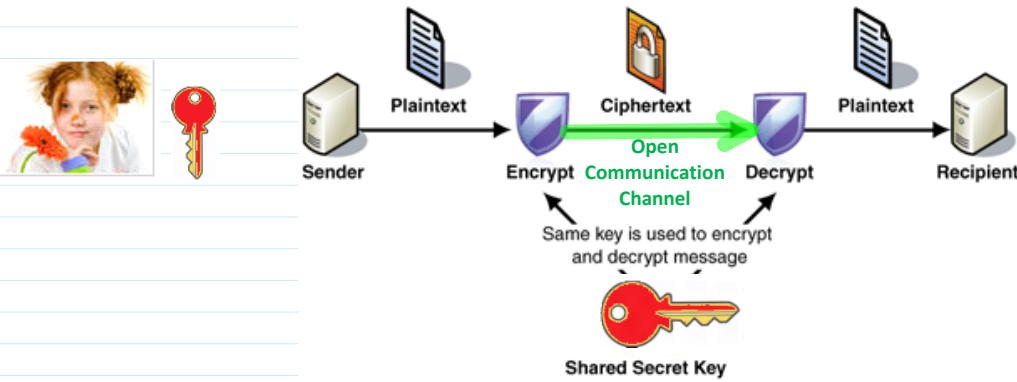 Plaintext
Ciphertext
Plaintext
Sender
Encrypt
Open
Communication
Channel
Decrypt
Recipient
Same key is used to encrypt
and decrypt message
Shared Secret Key